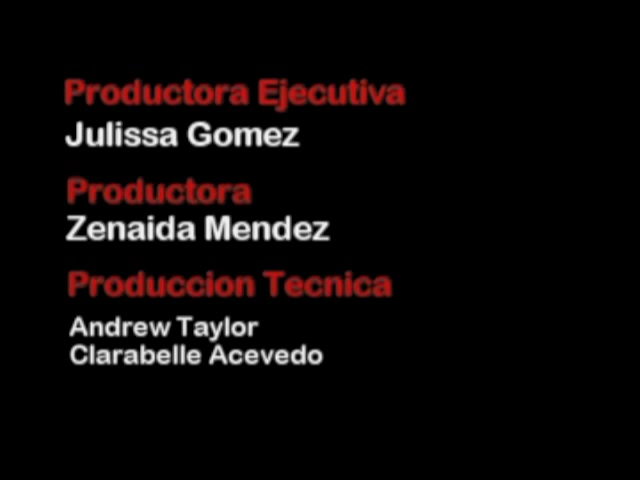 Productora Ejecutiva
Julissa Gomez
Productora
Zenaida Mendez
Produccion Tecnica
Andrew Taylor
Clarabelle Acevedo